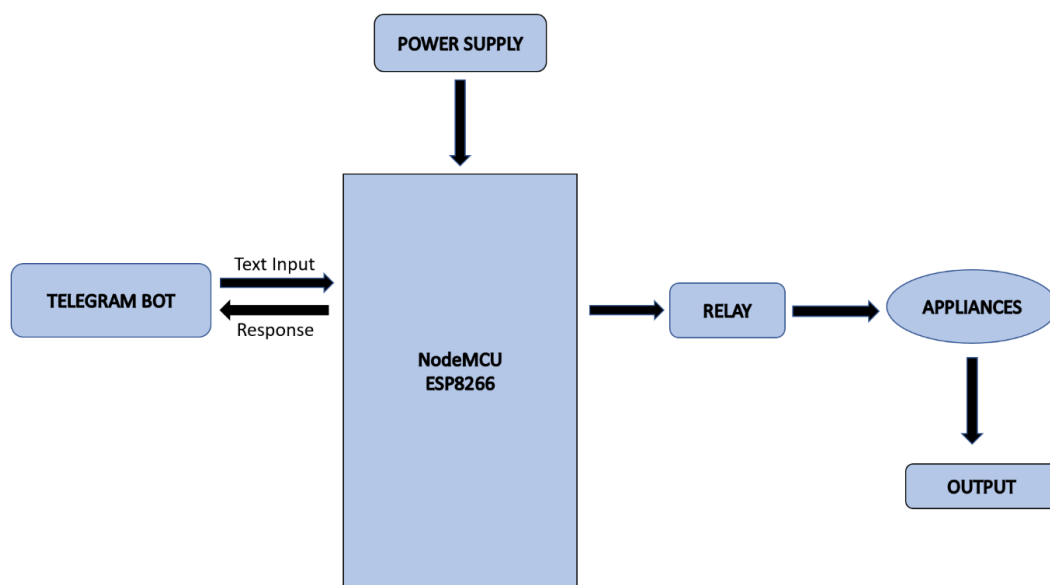 POWER SUPPLY
Text Input
TELEGRAM BOT
Response
NodeMCU
ESP8266
RELAY
APPLIANCES
OUTPUT